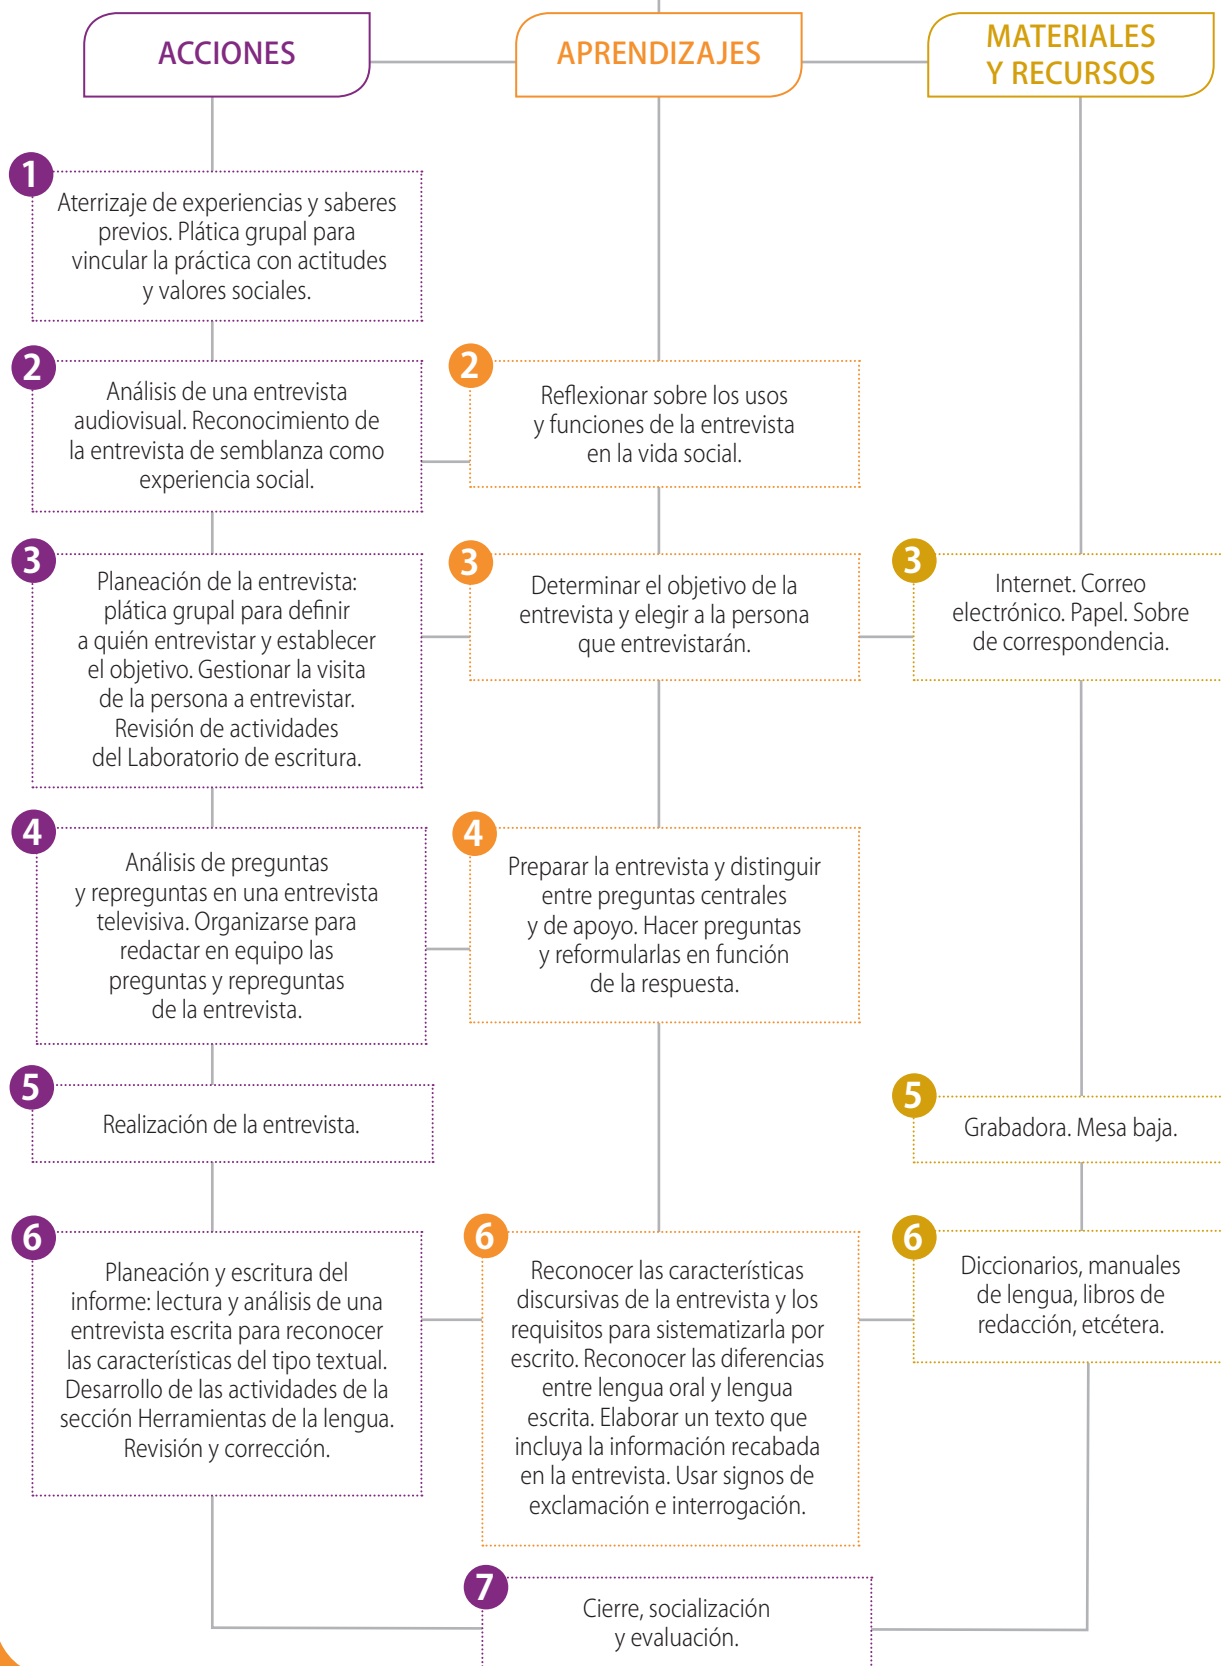 ACCIONES
APRENDIZAJES
MATERIALES
Y RECURSOS
1
Aterrizaje de experiencias y saberes
previos. Plática grupal para
vincular la práctica con actitudes
y valores sociales.
2
Análisis de una entrevista
audiovisual. Reconocimiento de
la entrevista de semblanza como
experiencia social.
2
Reflexionar sobre los usos
y funciones de la entrevista
en la vida social.
3
Planeación de la entrevista:
plática grupal para definir
a quién entrevistar y establecer
el objetivo. Gestionar la visita
de la persona a entrevistar.
Revisión de actividades
del Laboratorio de escritura.
3
Determinar el objetivo de la
entrevista y elegir a la persona
que entrevistarán.
3
Internet. Correo
electrónico. Papel. Sobre
de correspondencia.
4
Análisis de preguntas
y repreguntas en una entrevista
televisiva. Organizarse para
redactar en equipo las
preguntas y repreguntas
de la entrevista.
4
Preparar la entrevista y distinguir
entre preguntas centrales
y de apoyo. Hacer preguntas
y reformularlas en función
de la respuesta.
5
Realización de la entrevista.
5
Grabadora. Mesa baja.
6
Planeación y escritura del
informe: lectura y análisis de una
entrevista escrita para reconocer
las características del tipo textual.
Desarrollo de las actividades de la
sección Herramientas de la lengua.
Revisión y corrección.
6
Reconocer las características
discursivas de la entrevista y los
requisitos para sistematizarla por
escrito. Reconocer las diferencias
entre lengua oral y lengua
escrita. Elaborar un texto que
incluya la información recabada
en la entrevista. Usar signos de
exclamación e interrogación.
6
Diccionarios, manuales
de lengua, libros de
redacción, etcétera.
7
Cierre, socialización
y evaluación.